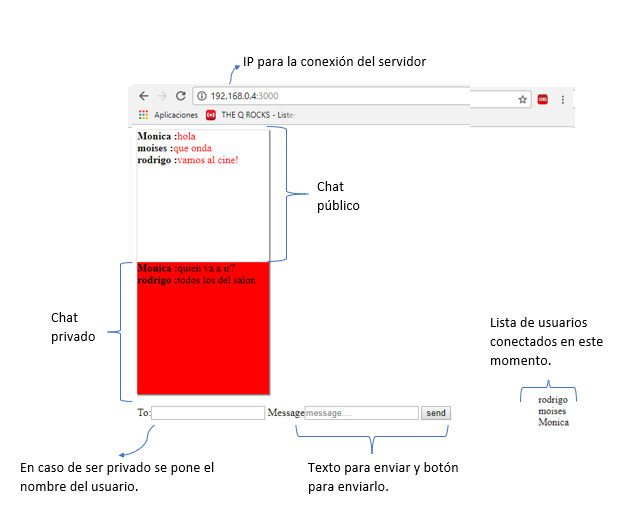 IP para la conexión del servidor
192.168.0.4:3000
Aplicaciones THE Q ROCKS - Listen
Monica :hola
moises :que onda
rodrigo :vamos al cine!
Chat
público
Monica :quien va a ir?
rodrigo :todos los del salon
Chat
privado
Lista de usuarios
conectados en este
momento.
rodrigo
moises
Monica
To: Message message.... send
En caso de ser privado se pone el
nombre del usuario.
Texto para enviar y botón
para enviarlo.